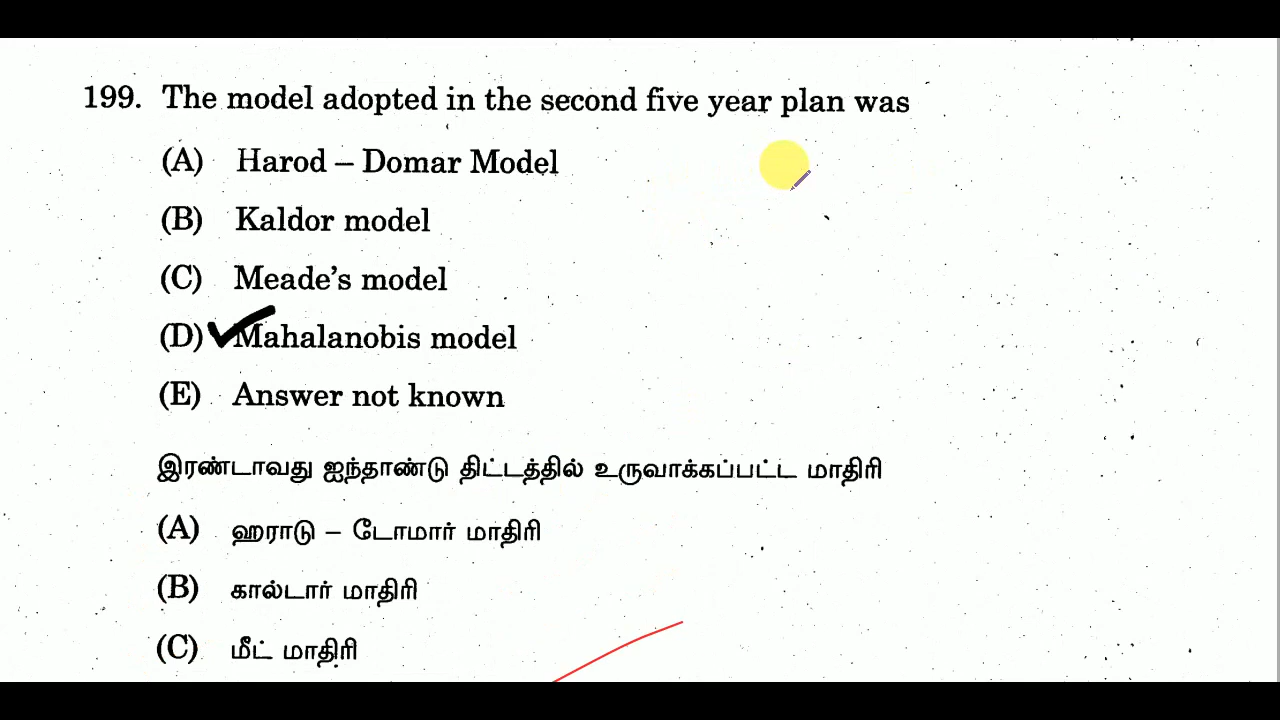 199. The model adopted in the second five year plan was
(A) Harod – Domar Model
(B) Kaldor model
(C) Meade's model
(D) Mahalanobis model
(E) Answer not known
இரண்டாவது ஐந்தாண்டு திட்டத்தில் உருவாக்கப்பட்ட மாதிரி
(A) ஹராடு – டோமார் மாதிரி
(B) கால்டார் மாதிரி
(C) மீட் மாதிரி